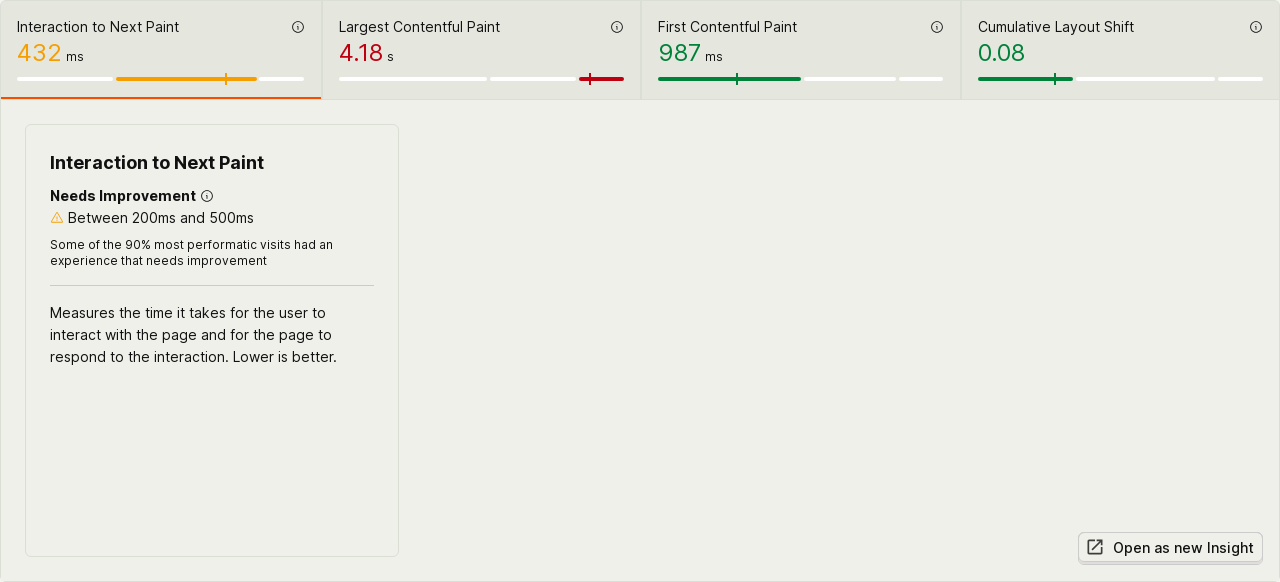 Interaction to Next Paint
432 ms
Largest Contentful Paint
4.18 s
First Contentful Paint
987 ms
Cumulative Layout Shift
0.08
Interaction to Next Paint
Needs Improvement
Between 200ms and 500ms
Some of the 90% most performatic visits had an
experience that needs improvement
Measures the time it takes for the user to
interact with the page and for the page to
respond to the interaction. Lower is better.
Open as new Insight